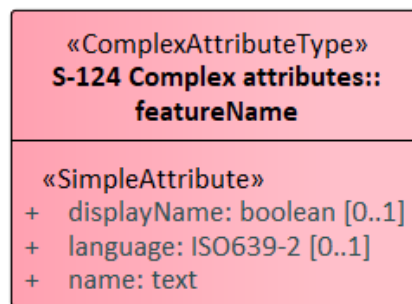 «ComplexAttributeType»
S-124 Complex attributes::
featureName
«SimpleAttribute»
+ displayName: boolean [0..1]
+ language: ISO639-2 [0..1]
+ name: text